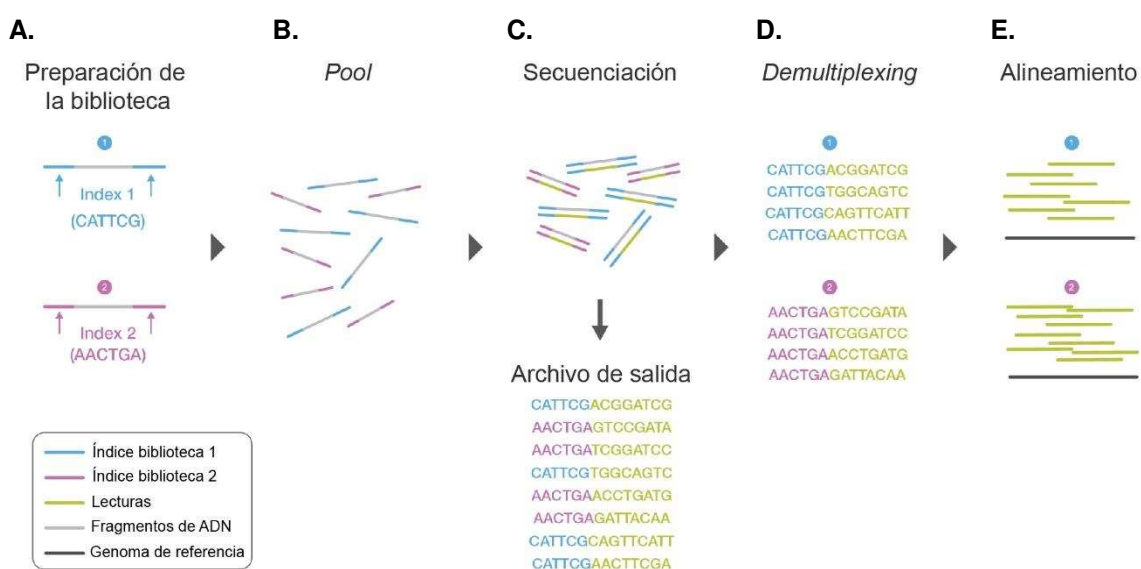 A.
Preparación de
la biblioteca
1
Index 1
(CATTCG)
2
Index 2
(AACTGA)
B.
Pool
C.
Secuenciación
Archivo de salida
CATTCGACGGATCG
AACTGAGTCCGATA
AACTGATCGGATCC
CATTCGTGGCAGTC
AACTGAACCTGATG
AACTGAGATTACAA
CATTCGCAGTTCATT
CATTCGAACTTCGA
D.
Demultiplexing
1
CATTCGACGGATCG
CATTCGTGGCAGTC
CATTCGCAGTTCATT
CATTCGAACTTCGA
2
AACTGAGTCCGATA
AACTGATCGGATCC
AACTGAACCTGATG
AACTGAGATTACAA
E.
Alineamiento
1
2
Índice biblioteca 1
Índice biblioteca 2
Lecturas
Fragmentos de ADN
Genoma de referencia